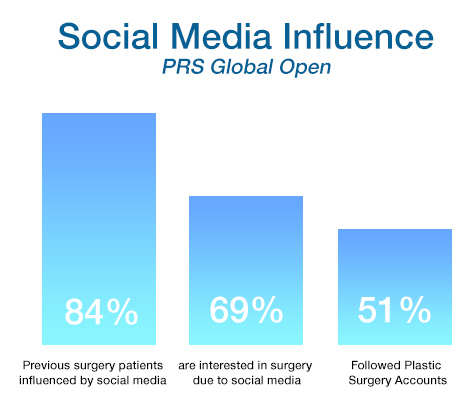 Social Media Influence
PRS Global Open
84%
69%
51%
Previous surgery patients
influenced by social media
are interested in surgery
due to social media
Followed Plastic
Surgery Accounts